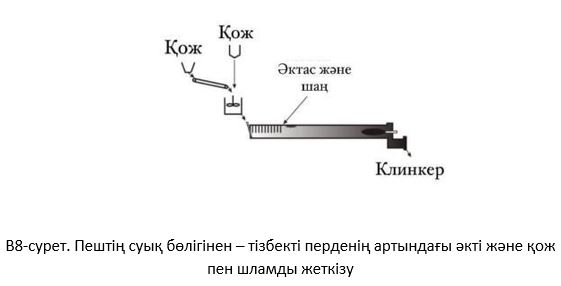 Қож
Қож
Әктас және
шаң
Клинкер
В8-сурет. Пештің суық бөлігінен – тізбекті перденің артындағы әкті және қож
пен шламды жеткізу